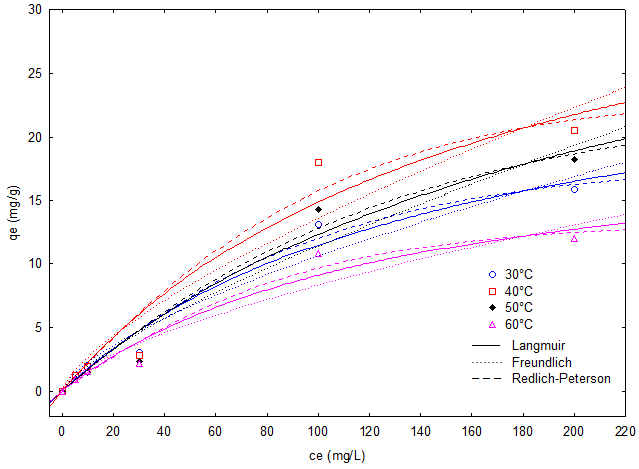 30
25
20
15
10
5
0
qe (mg/g)
30°C
40°C
50°C
60°C
Langmuir
Freundlich
Redlich-Peterson
0 20 40 60 80 100 120 140 160 180 200 220
ce (mg/L)